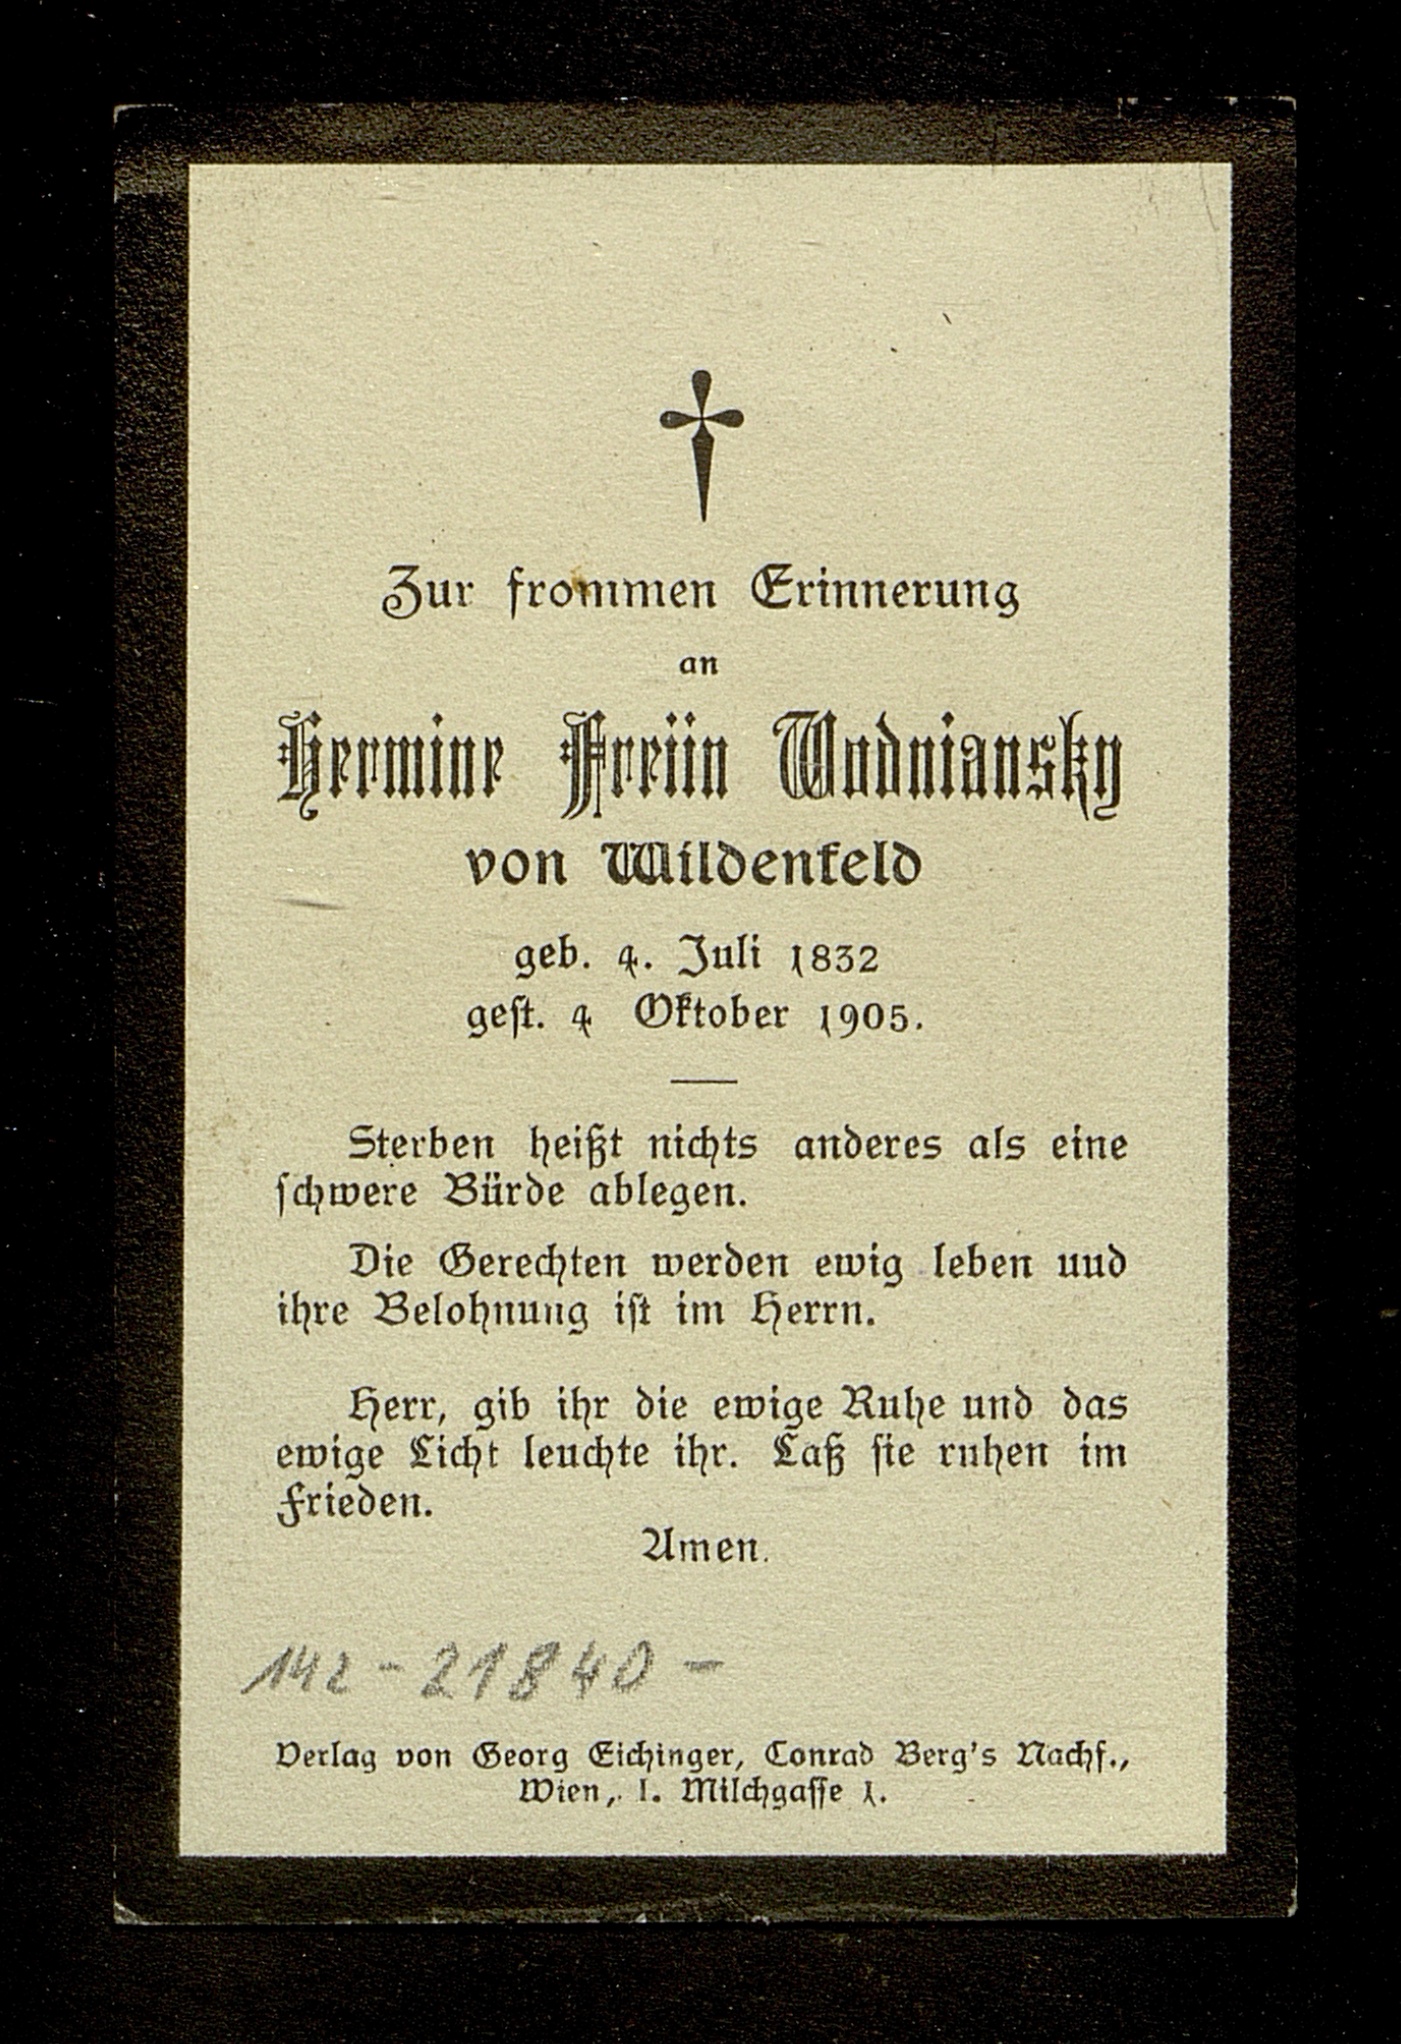 Zur frommen Erinnerung
an
Hermine Freiin Wodniansky
von Wildenfeld
geb. 4. Juli 1832
gest. 4 Oktober 1905.
Sterben heißt nichts anderes als eine
schwere Bürde ablegen.
Die Gerechten werden ewig leben und
ihre Belohnung ist im Herrn.
Herr, gib ihr die ewige Ruhe und das
ewige Licht leuchte ihr. Laß sie ruhen im
Frieden.
Amen.
142-21840-
Verlag von Georg Eichinger, Conrad Berg's Nachf.,
Wien, I. Milchgasse 1.